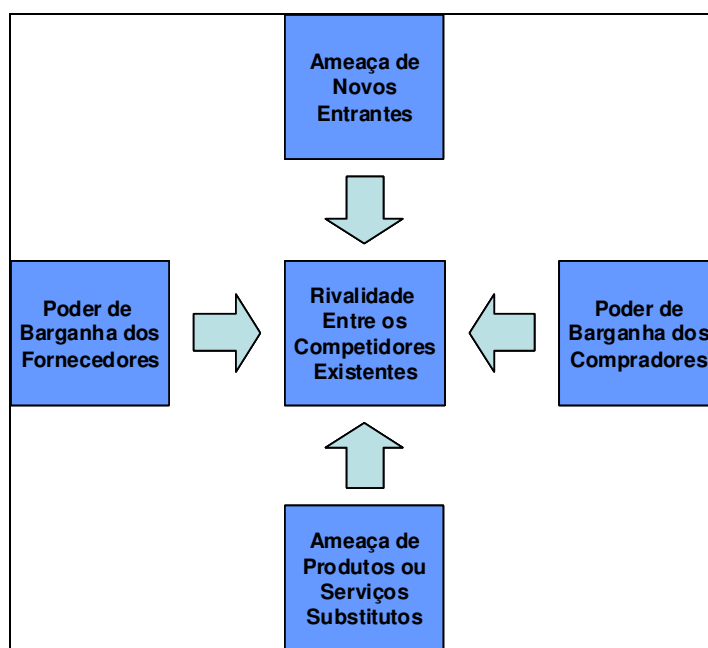 Ameaça de
Novos
Entrantes
Poder de
Barganha dos
Fornecedores
Rivalidade
Entre os
Competidores
Existentes
Poder de
Barganha dos
Compradores
Ameaça de
Produtos ou
Serviços
Substitutos